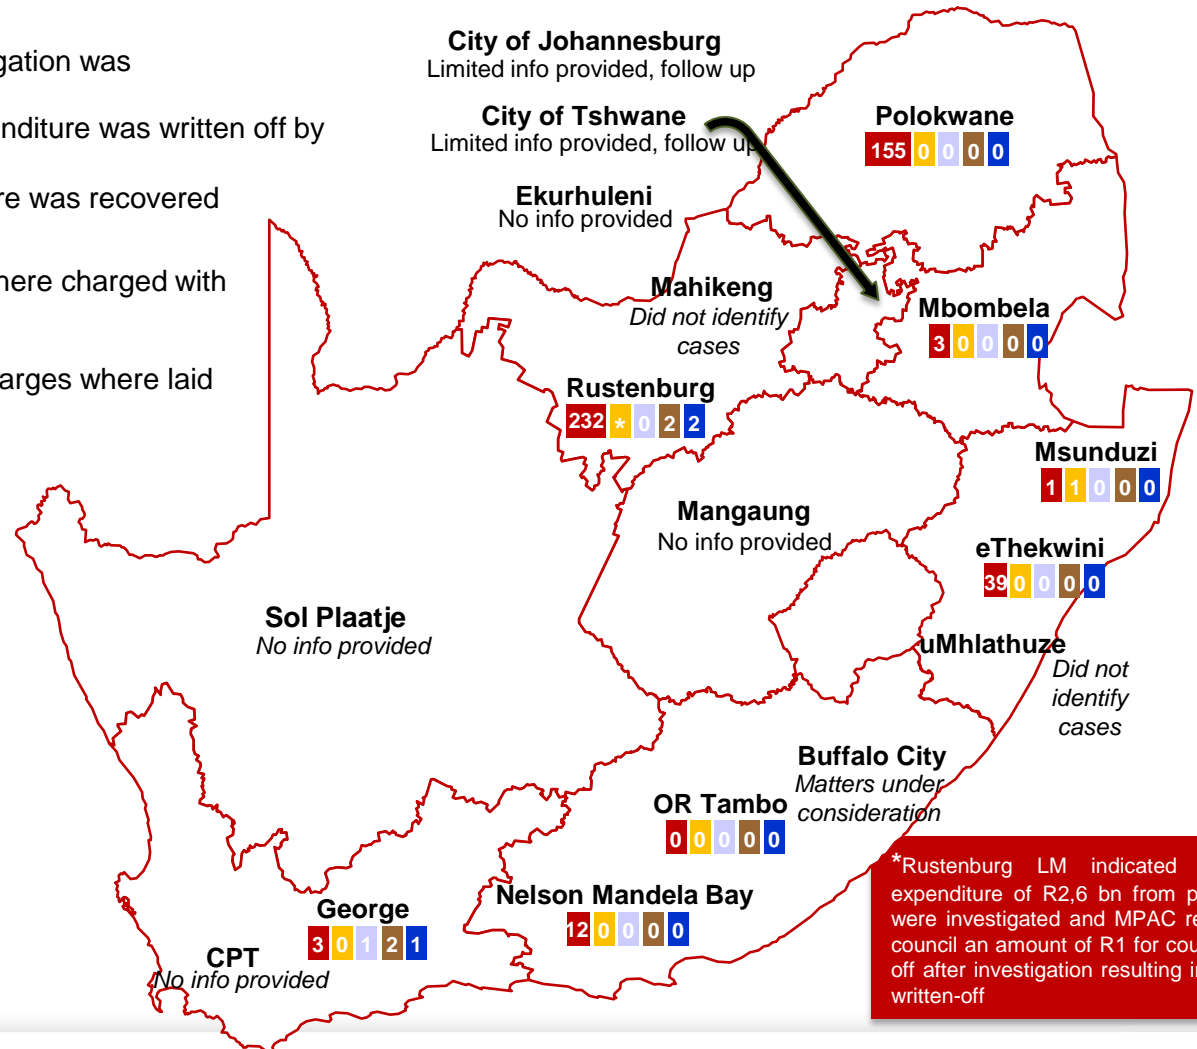 gation was
nditure was written off by
re was recovered
here charged with
arges where laid
City of Johannesburg
Limited info provided, follow up
City of Tshwane
Limited info provided, follow up
Ekurhuleni
No info provided
Polokwane
155 0 0 0 0
Mahikeng
Did not identify
cases
Mbombela
3 0 0 0 0
Rustenburg
232 * 0 2 2
Msunduzi
1 1 0 0 0
Mangaung
No info provided
eThekwini
39 0 0 0 0
Sol Plaatje
No info provided
uMhlathuze
Did not
identify
cases
Buffalo City
Matters under
consideration
OR Tambo
0 0 0 0 0
Nelson Mandela Bay
12 0 0 0 0
George
3 0 1 2 1
CPT
No info provided
*Rustenburg LM indicated
expenditure of R2,6 bn from p
were investigated and MPAC re
council an amount of R1 for cou
off after investigation resulting i
written-off